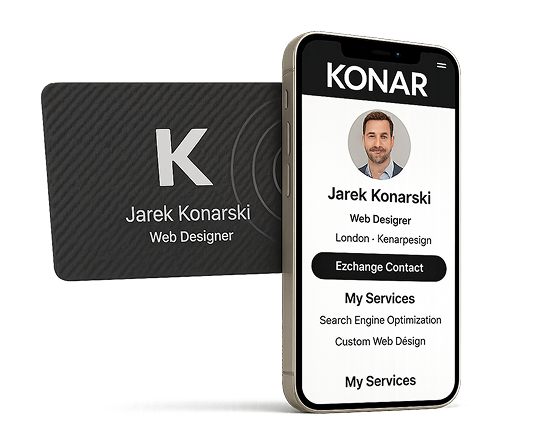 K
Jarek Konarski
Web Designer
KONAR
Jarek Konarski
Web Desigrer
London · Kenarpesign
Ezchange Contact
My Services
Search Engine Optimization
Custom Web Désign
My Services